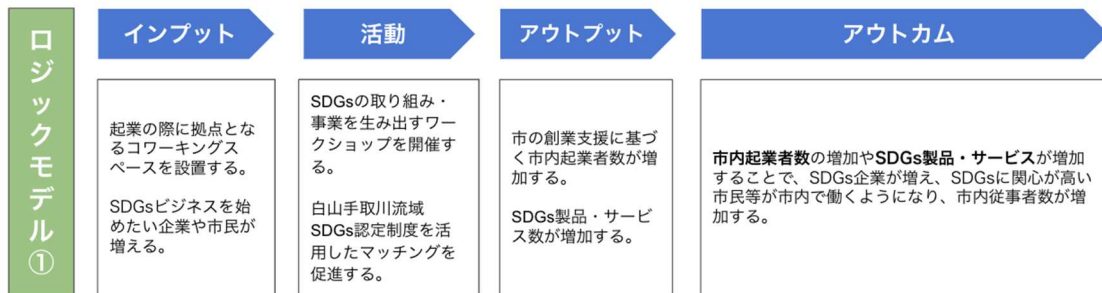 ロジックモデル①
インプット
活動
アウトプット
アウトカム
起業の際に拠点とな
るコワーキングス
ペースを設置する。
SDGsビジネスを始
めたい企業や市民が
増える。
SDGsの取り組み・
事業を生み出すワー
クショップを開催す
る。
白山手取川流域
SDGs認定制度を活
用したマッチングを
促進する。
市の創業支援に基づ
く市内起業者数が増
加する。
SDGs製品・サービ
ス数が増加する。
市内起業者数の増加やSDGs製品・サービスが増加
することで、SDGs企業が増え、SDGsに関心が高い
市民等が市内で働くようになり、市内従事者数が増
加する。